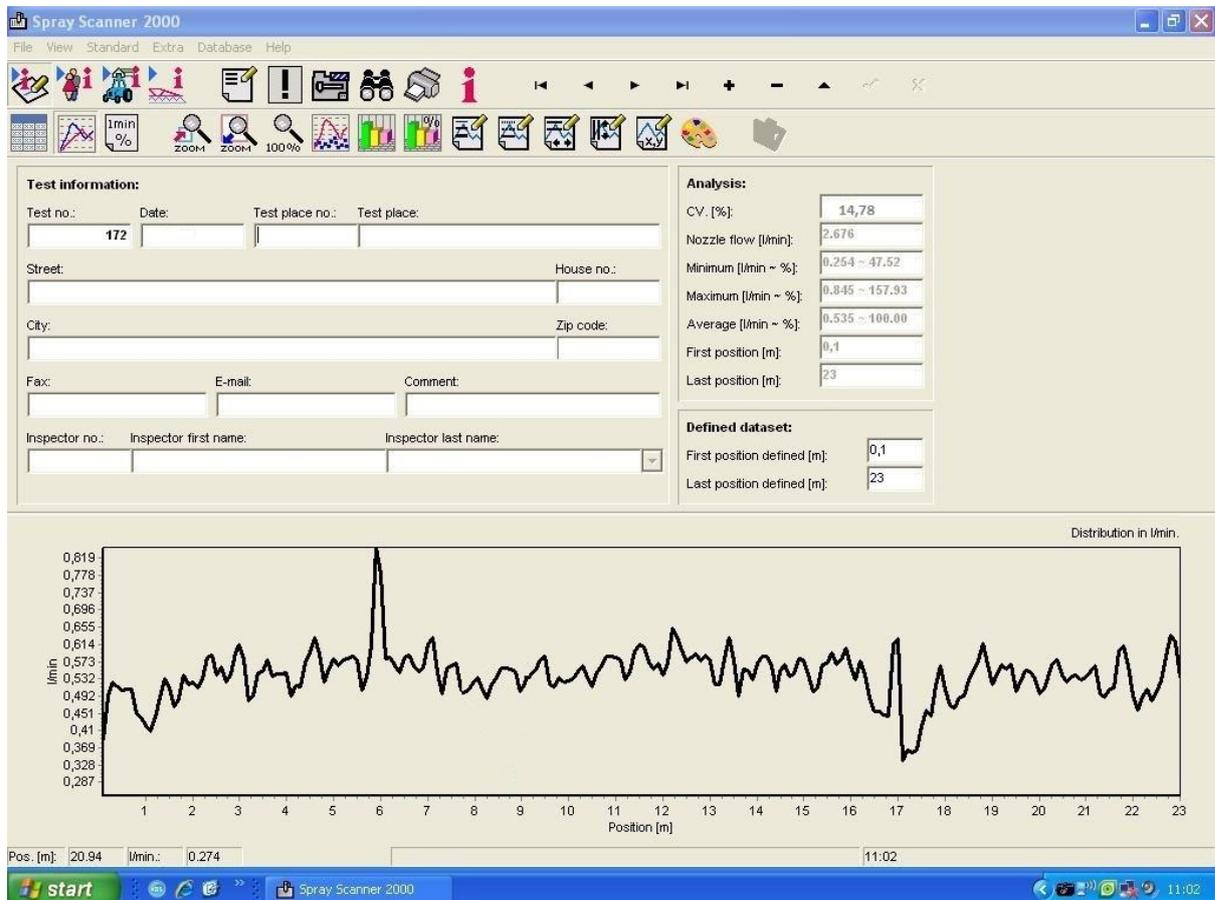 Spray Scanner 2000
File View Standard Extra Database Help
1min
%
ZOOM
ZOOM
100%
%
x,y
Test information:
Test no.: Date: Test place no.: Test place:
172
Street: House no.:
City: Zip code:
Fax: E-mail: Comment:
Inspector no.: Inspector first name: Inspector last name:
Analysis:
CV. [%]: 14,78
Nozzle flow [l/min]: 2.676
Minimum [l/min ~ %]: 0.254 ~ 47.52
Maximum [l/min ~ %]: 0.845 ~ 157.93
Average [l/min ~ %]: 0.535 ~ 100.00
First position [m]: 0,1
Last position [m]: 23
Defined dataset:
First position defined [m]: 0,1
Last position defined [m]: 23
Distribution in l/min.
0,819
0,778
0,737
0,696
0,655
0,614
0,573
0,532
0,492
0,451
0,41
0,369
0,328
0,287
l/min
1 2 3 4 5 6 7 8 9 10 11 12 13 14 15 16 17 18 19 20 21 22 23
Position [m]
Pos. [m]: 20.94 l/min.: 0.274 11:02
start Spray Scanner 2000 11:02